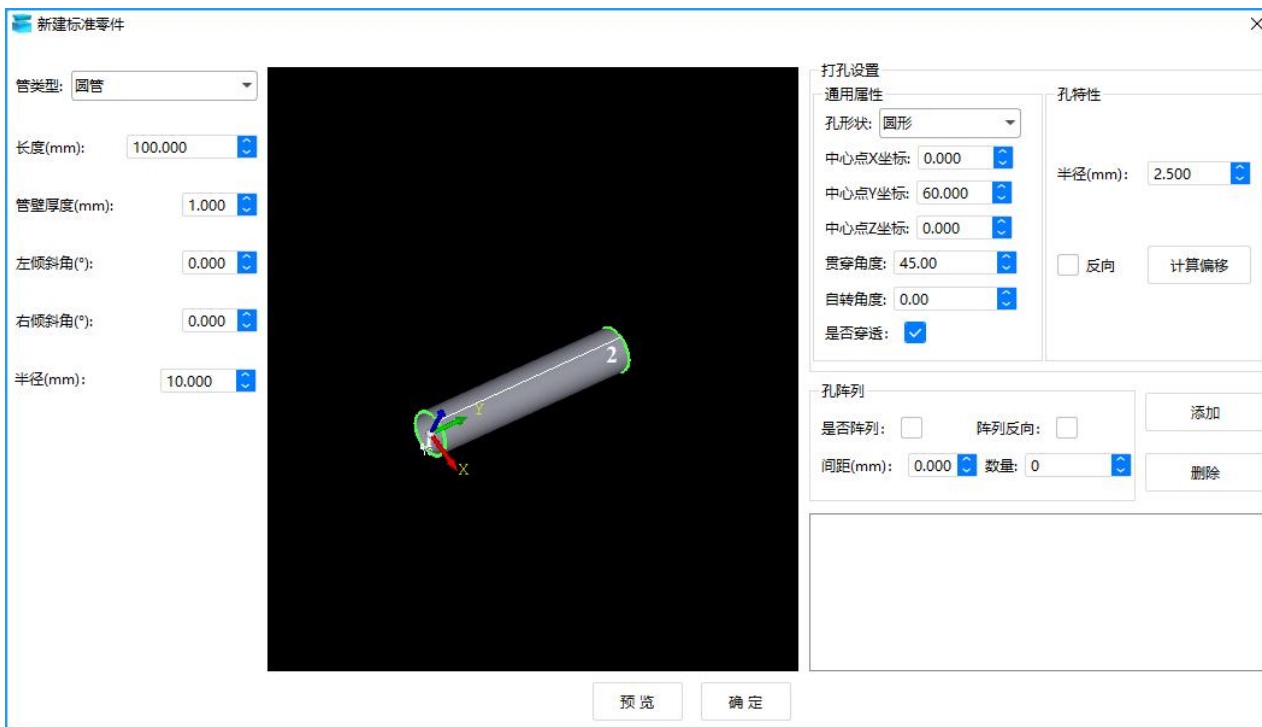 新建标准零件
管类型: 圆管
长度(mm): 100.000
管壁厚度(mm): 1.000
左倾斜角(°): 0.000
右倾斜角(°): 0.000
半径(mm): 10.000
2
Y
1
X
打孔设置
通用属性
孔形状: 圆形
中心点X坐标: 0.000
中心点Y坐标: 60.000
中心点Z坐标: 0.000
贯穿角度: 45.00
自转角度: 0.00
是否穿透:
孔特性
半径(mm): 2.500
反向 计算偏移
孔阵列
是否阵列: 阵列反向:
间距(mm): 0.000 数量: 0
添加
删除
预览 确定